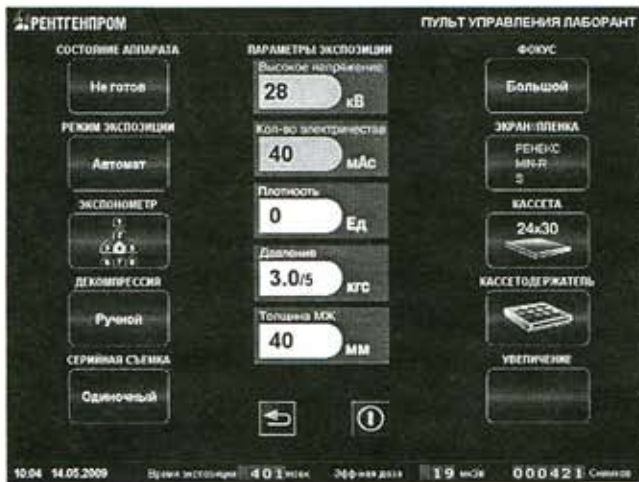 РЕНТГЕНПРОМ
ПУЛЬТ УПРАВЛЕНИЯ ЛАБОРАНТ
СОСТОЯНИЕ АППАРАТА
Не готов
РЕЖИМ ЭКСПОЗИЦИИ
Автомат
ЭКСПОНОМЕТР
ДЕКОМПРЕССИЯ
Ручной
СЕРИЙНАЯ СЪЕМКА
Одиночный
ПАРАМЕТРЫ ЭКСПОЗИЦИИ
Высокое напряжение
28 кВ
Кол-во электричества
40 мАс
Плотность
0 Ед
Давление
3.0/5 кгс
Толщина МЖ
40 мм
ФОКУС
Большой
ЭКРАН-ПЛЕНКА
РЕНЕКС
MIN-R
S
КАССЕТА
24x30
КАССЕТОДЕРЖАТЕЛЬ
УВЕЛИЧЕНИЕ
10:04 14.05.2009 Время экспозиции 401 мсек Эфф-ная доза 19 мкЗв 000421 Снимков